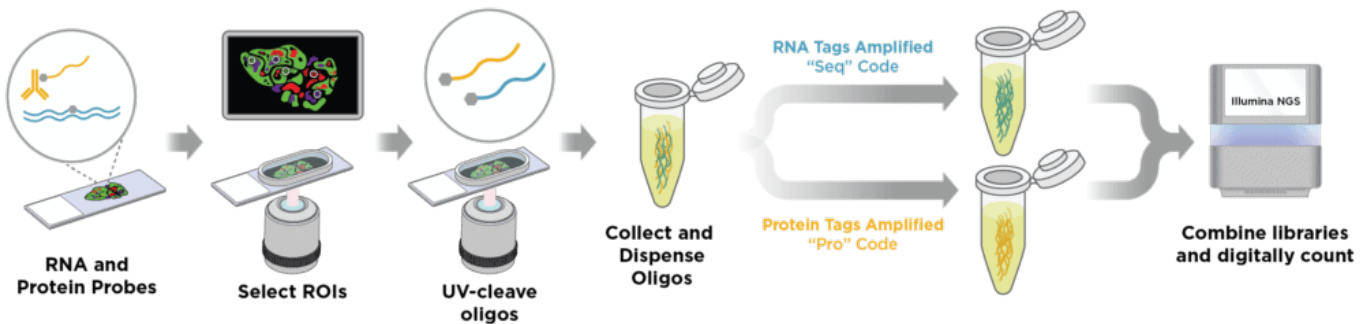 RNA and
Protein Probes
Select ROIs
UV-cleave
oligos
Collect and
Dispense
Oligos
RNA Tags Amplified
“Seq” Code
Protein Tags Amplified
“Pro” Code
Illumina NGS
Combine libraries
and digitally count